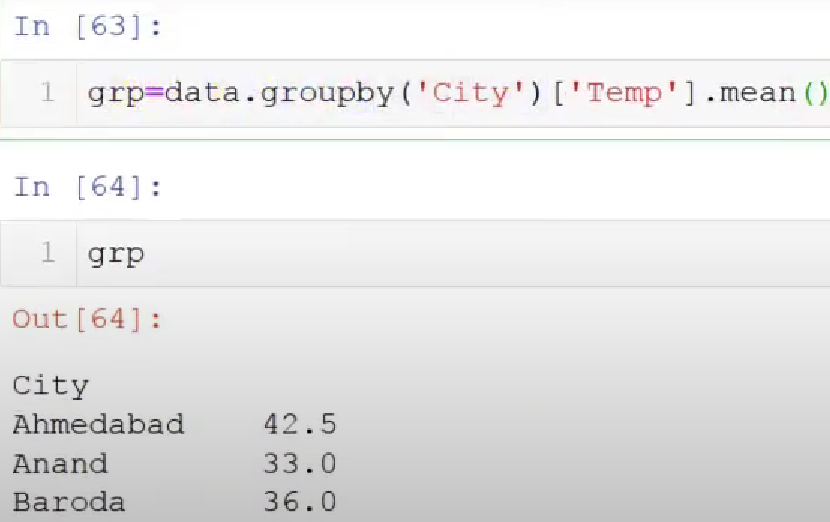 In [63]:
1 grp=data.groupby('City')['Temp'].mean()
In [64]:
1 grp
Out[64]:
City
Ahmedabad 42.5
Anand 33.0
Baroda 36.0